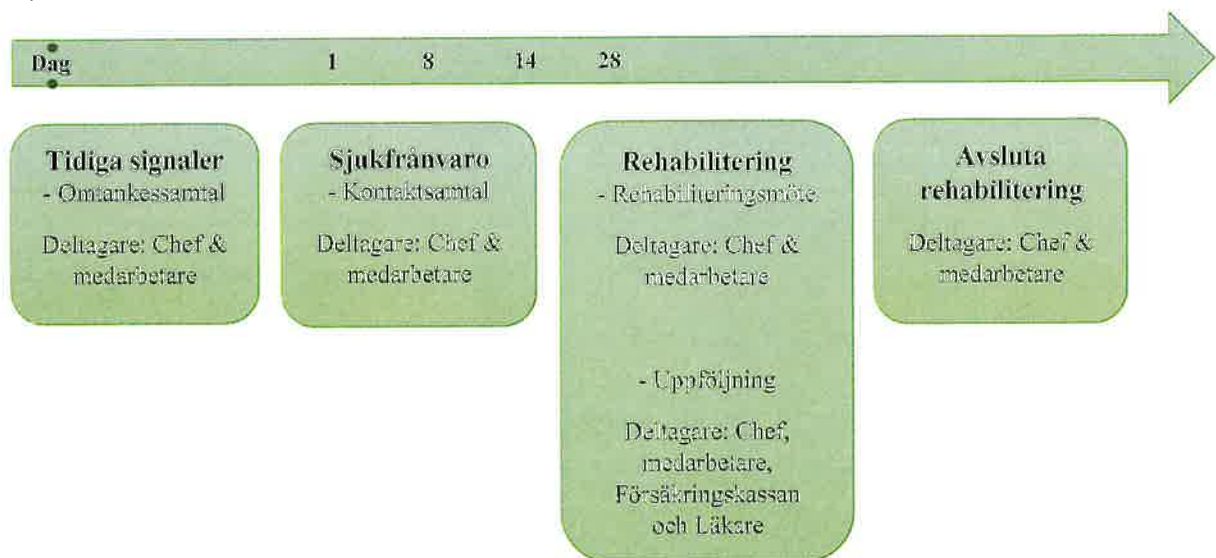 Dag 1 8 14 28
Tidiga signaler
- Omtankessamtal
Deltagare: Chef &
medarbetare
Sjukfrånvaro
- Kontaktsamtal
Deltagare: Chef &
medarbetare
Rehabilitering
- Rehabiliteringsmöte
Deltagare: Chef &
medarbetare
- Uppföljning
Deltagare: Chef,
medarbetare,
Försäkringskassan
och Läkare
Avsluta
rehabilitering
Deltagare: Chef &
medarbetare